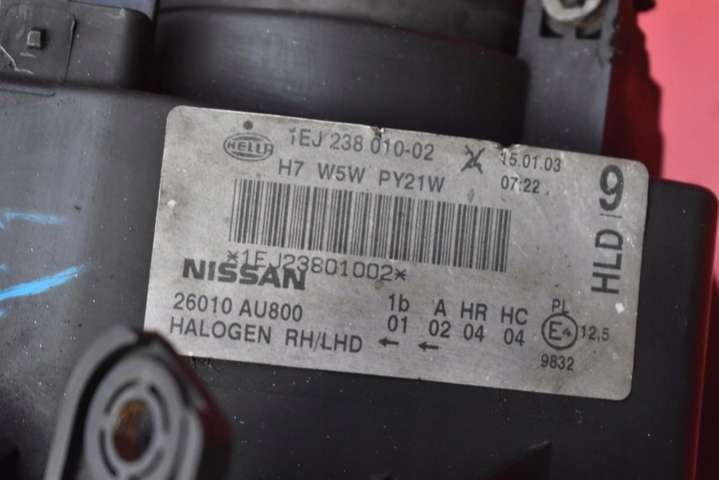 HELLA 1EJ 238 010-02 15.01.03
H7 W5W PY21W 07:22
*1EJ23801002*
NISSAN
26010 AU800
HALOGEN RH/LHD
1b A HR HC PL
01 02 04 04 E4 12,5
← ← 9832
HLD 9